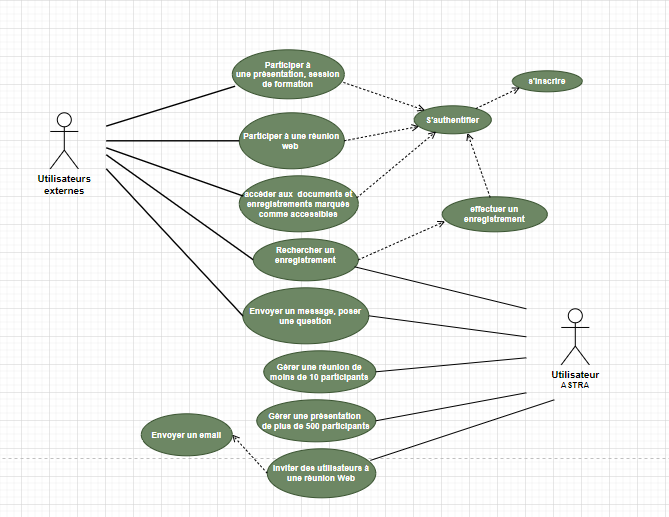 Participer à
une présentation, session
de formation
s'inscrire
S'authentifier
Participer à une réunion
web
Utilisateurs
externes
accéder aux documents et
enregistrements marqués
comme accessibles
effectuer un
enregistrement
Rechercher un
enregistrement
Envoyer un message, poser
une question
Gérer une réunion de
moins de 10 participants
Utilisateur
ASTRA
Gérer une présentation
de plus de 500 participants
Envoyer un email
Inviter des utilisateurs à
une réunion Web